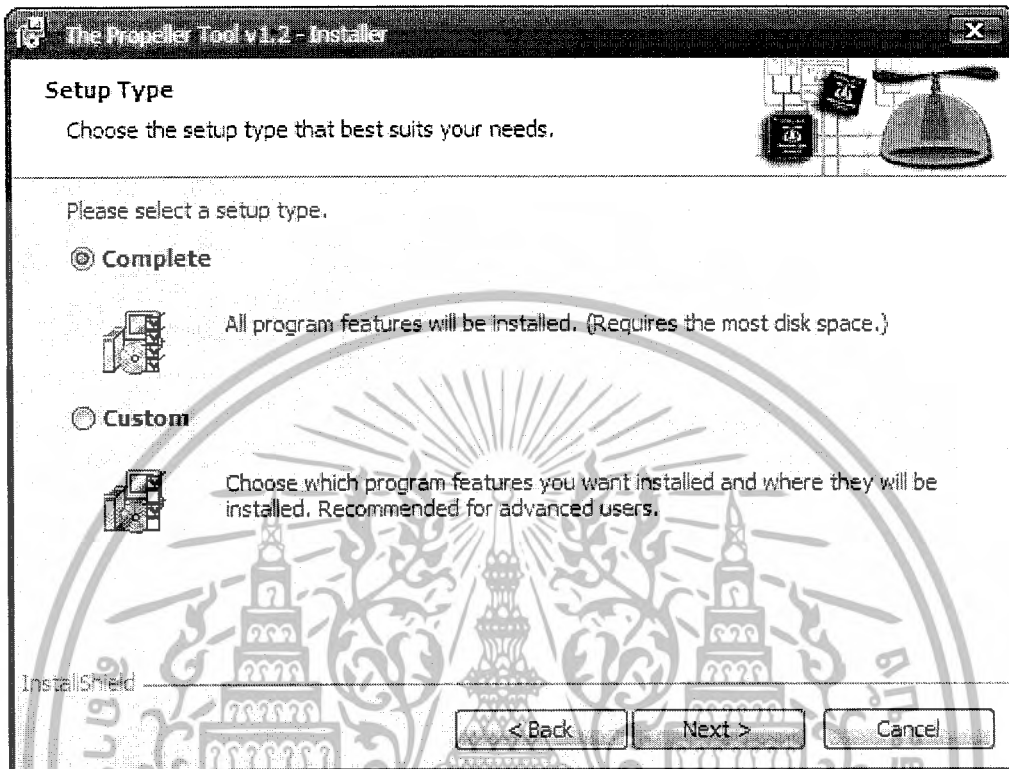 The Propeller Tool v1.2 - Installer
Setup Type
Choose the setup type that best suits your needs.
Please select a setup type.
Complete
All program features will be installed. (Requires the most disk space.)
Custom
Choose which program features you want installed and where they will be
installed. Recommended for advanced users.
InstallShield
< Back
Next >
Cancel